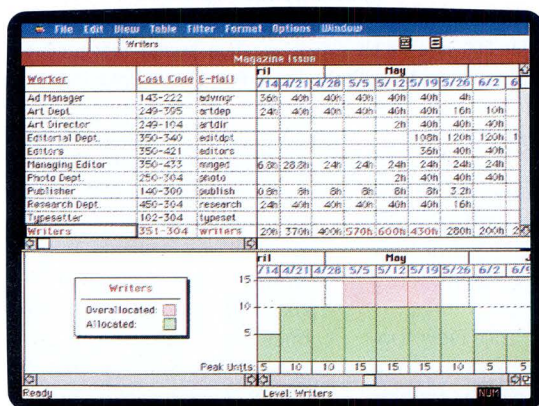 File Edit View Table Filter Format Options Window
Writers
Magazine Issue
ril May
Worker Cost Code E-Mail 7/14 4/21 4/28 5/5 5/12 5/19 5/26 6/2 6
Ad Manager 143-222 advmgr 36h 40h 40h 40h 40h 40h 4h
Art Dept. 249-395 artdep 24h 40h 40h 40h 40h 40h 16h 16h
Art Director 249-104 artdir 2h 40h 40h 40h
Editorial Dept. 350-340 editdpt 108h 120h 120h 1
Editors 350-421 editors 36h 40h 40h
Managing Editor 350-433 mnged 6.8h 28.8h 24h 24h 24h 24h 24h 24h
Photo Dept. 250-304 photo 2h 40h 40h 40h
Publisher 140-300 publish 0.8h 8h 8h 8h 8h 8h 3.2h
Research Dept. 450-304 research 24h 40h 40h 40h 40h 40h 16h
Typesetter 102-304 typeset
Writers 351-304 writers 20h 370h 400h 570h 600h 430h 280h 200h 2
ril May J
7/14 4/21 4/28 5/5 5/12 5/19 5/26 6/2 6/9
Writers
Overallocated:
Allocated:
15
10
5
Peak Units: 5 10 10 15 15 15 10 5 5
Ready Level: Writers NUM